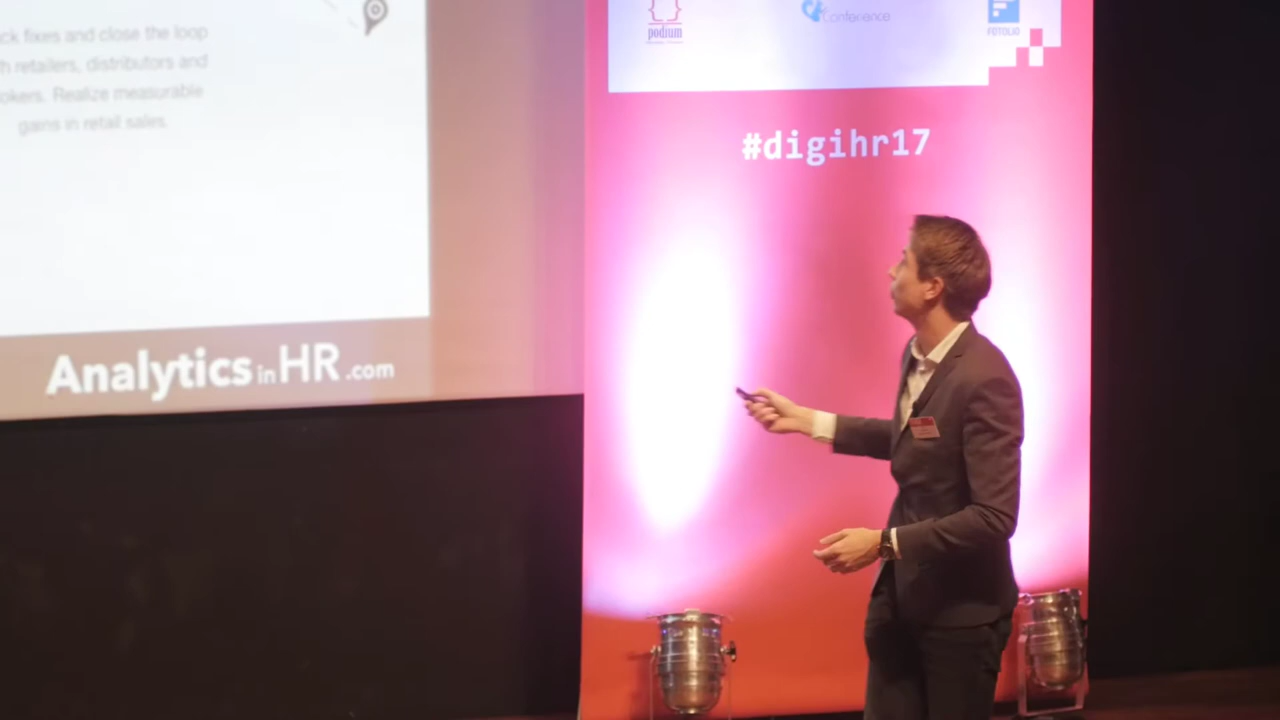 ck fixes and close the loop
h retailers, distributors and
okers. Realize measurable
gains in retail sales.
AnalyticsinHR.com
podium
Conference
FOTOLIO
#digihr17